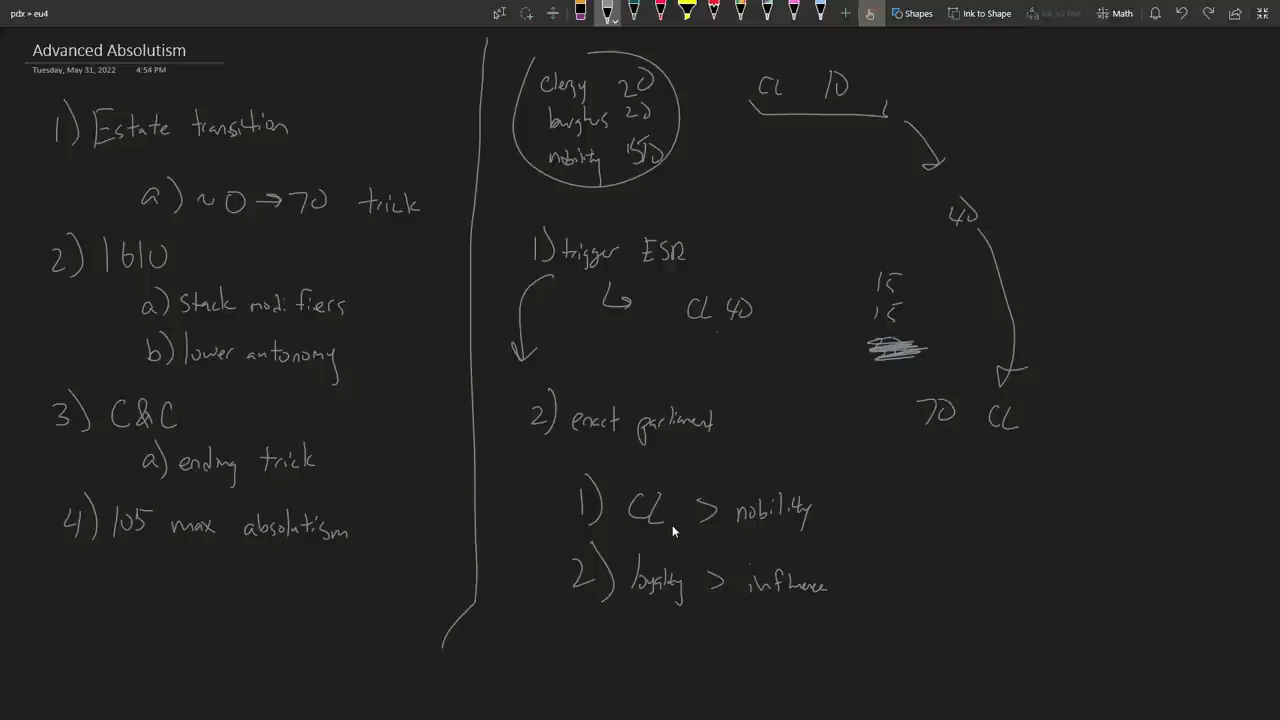 pdx » eu4
Shapes
Ink to Shape
Ink to Text
Math
Advanced Absolutism
Tuesday, May 31, 2022 4:54 PM
1) Estate transition
a) ~0 → 70 trick
2) 1610
a) stack modifiers
b) lower autonomy
3) C&C
a) ending trick
4) 105 max absolutism
clergy 20
burghers 20
nobility
CL 10
40
1) trigger ESR
↳ CL 40
15
15
2) enact parliament
70 CL
1) CL > nobility
2) loyalty > influence